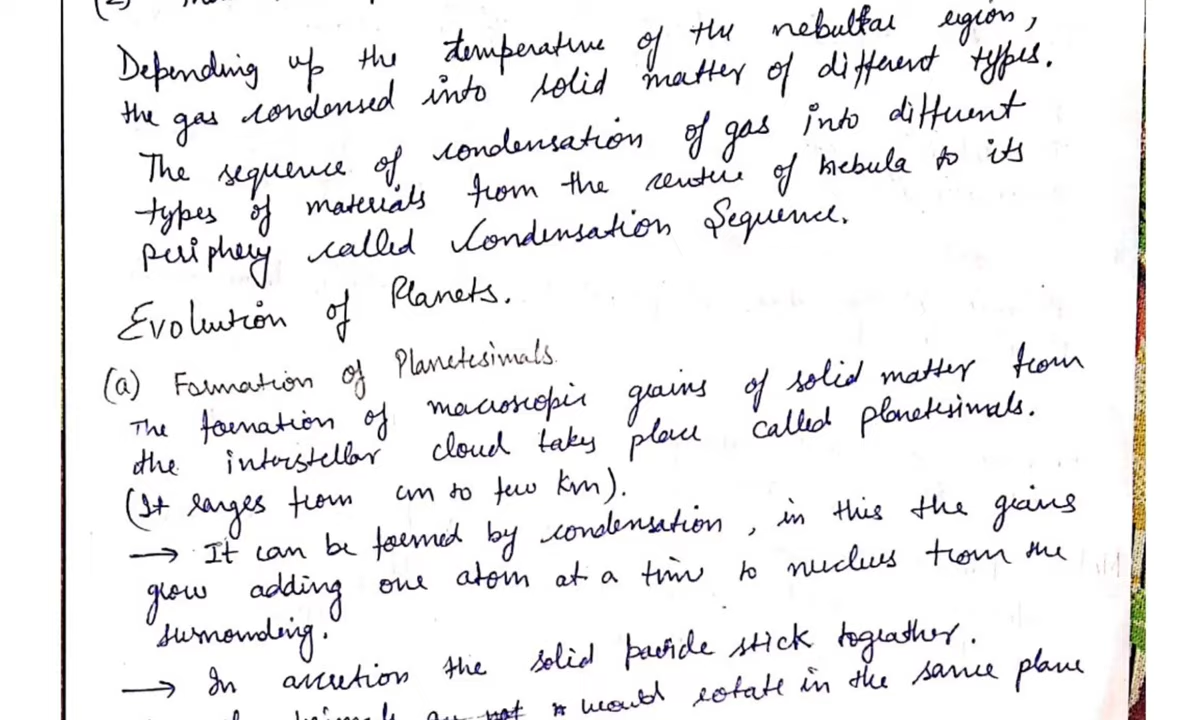 (2)
Depending up the temperature of the nebulfar region,
the gas condensed into solid matter of different types.
The sequence of condensation of gas into different
types of materials from the centre of nebula to its
periphery called Condensation Sequence.
Evolution of Planets.
(a) Formation of Planetesimals.
The formation of macroscopic grains of solid matter from
the interstellar cloud takes place called planetesimals.
(It ranges from cm to few km).
→ It can be formed by condensation, in this the grains
grow adding one atom at a time to nucleus from the
surrounding.
→ In accretion the solid particle stick togeather.
not would rotate in the same plane